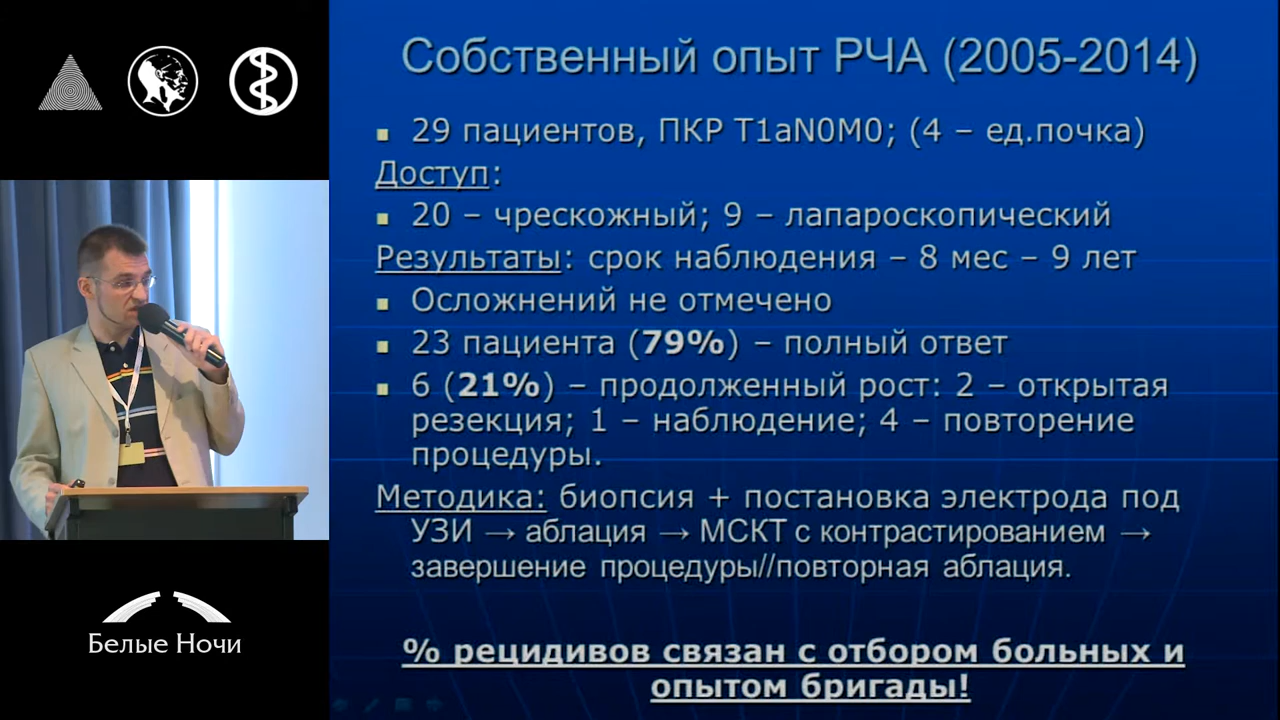 Собственный опыт РЧА (2005-2014)
29 пациентов, ПКР T1aN0M0; (4 – ед.почка)
Доступ:
20 – чрескожный; 9 – лапароскопический
Результаты: срок наблюдения – 8 мес – 9 лет
Осложнений не отмечено
23 пациента (79%) – полный ответ
6 (21%) – продолженный рост: 2 – открытая
резекция; 1 – наблюдение; 4 – повторение
процедуры.
Методика: биопсия + постановка электрода под
УЗИ → аблация → МСКТ с контрастированием →
завершение процедуры//повторная аблация.
% рецидивов связан с отбором больных и
опытом бригады!
Белые Ночи